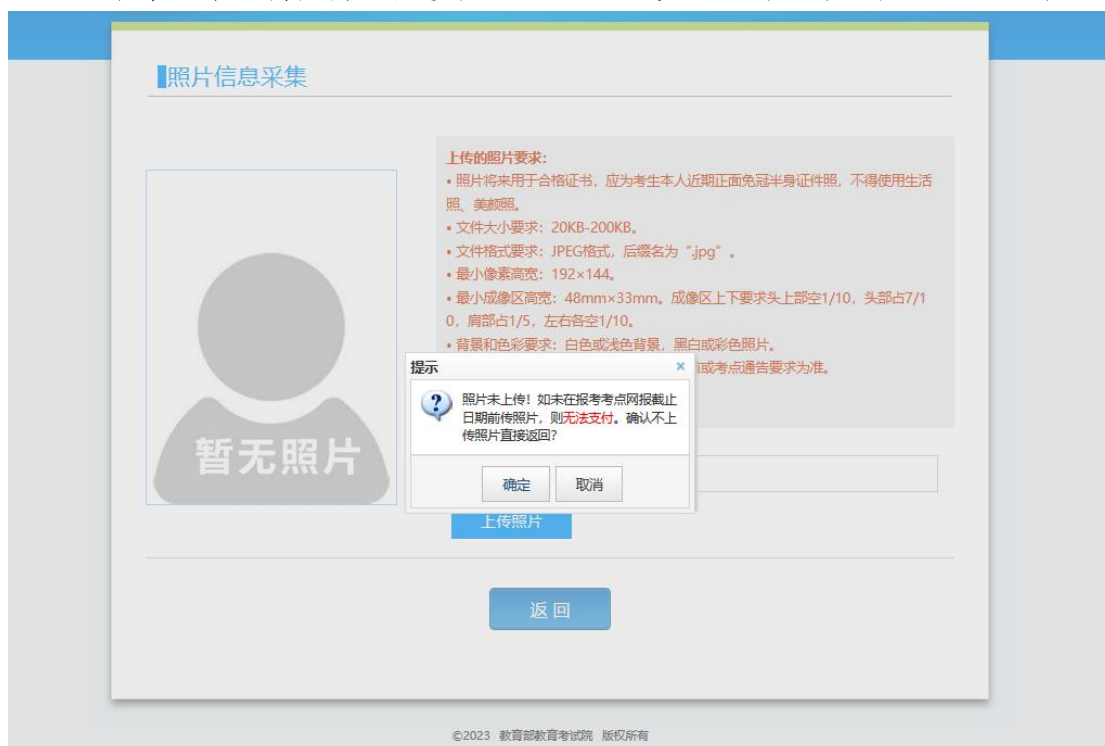 照片信息采集
上传的照片要求：
• 照片将来用于合格证书，应为考生本人近期正面免冠半身证件照，不得使用生活
照、美颜照。
• 文件大小要求：20KB-200KB。
• 文件格式要求：JPEG格式，后缀名为“.jpg”。
• 最小像素高宽：192×144。
• 最小成像区高宽：48mm×33mm。成像区上下要求头上部空1/10，头部占7/1
0，肩部占1/5，左右各空1/10。
• 背景和色彩要求：白色或浅色背景，黑白或彩色照片。
或考点通告要求为准。
提示
×
照片未上传！如未在报考考点网报截止
日期前传照片，则无法支付。确认不上
传照片直接返回？
确定 取消
暂无照片
上传照片
返回
©2023 教育部教育考试院 版权所有